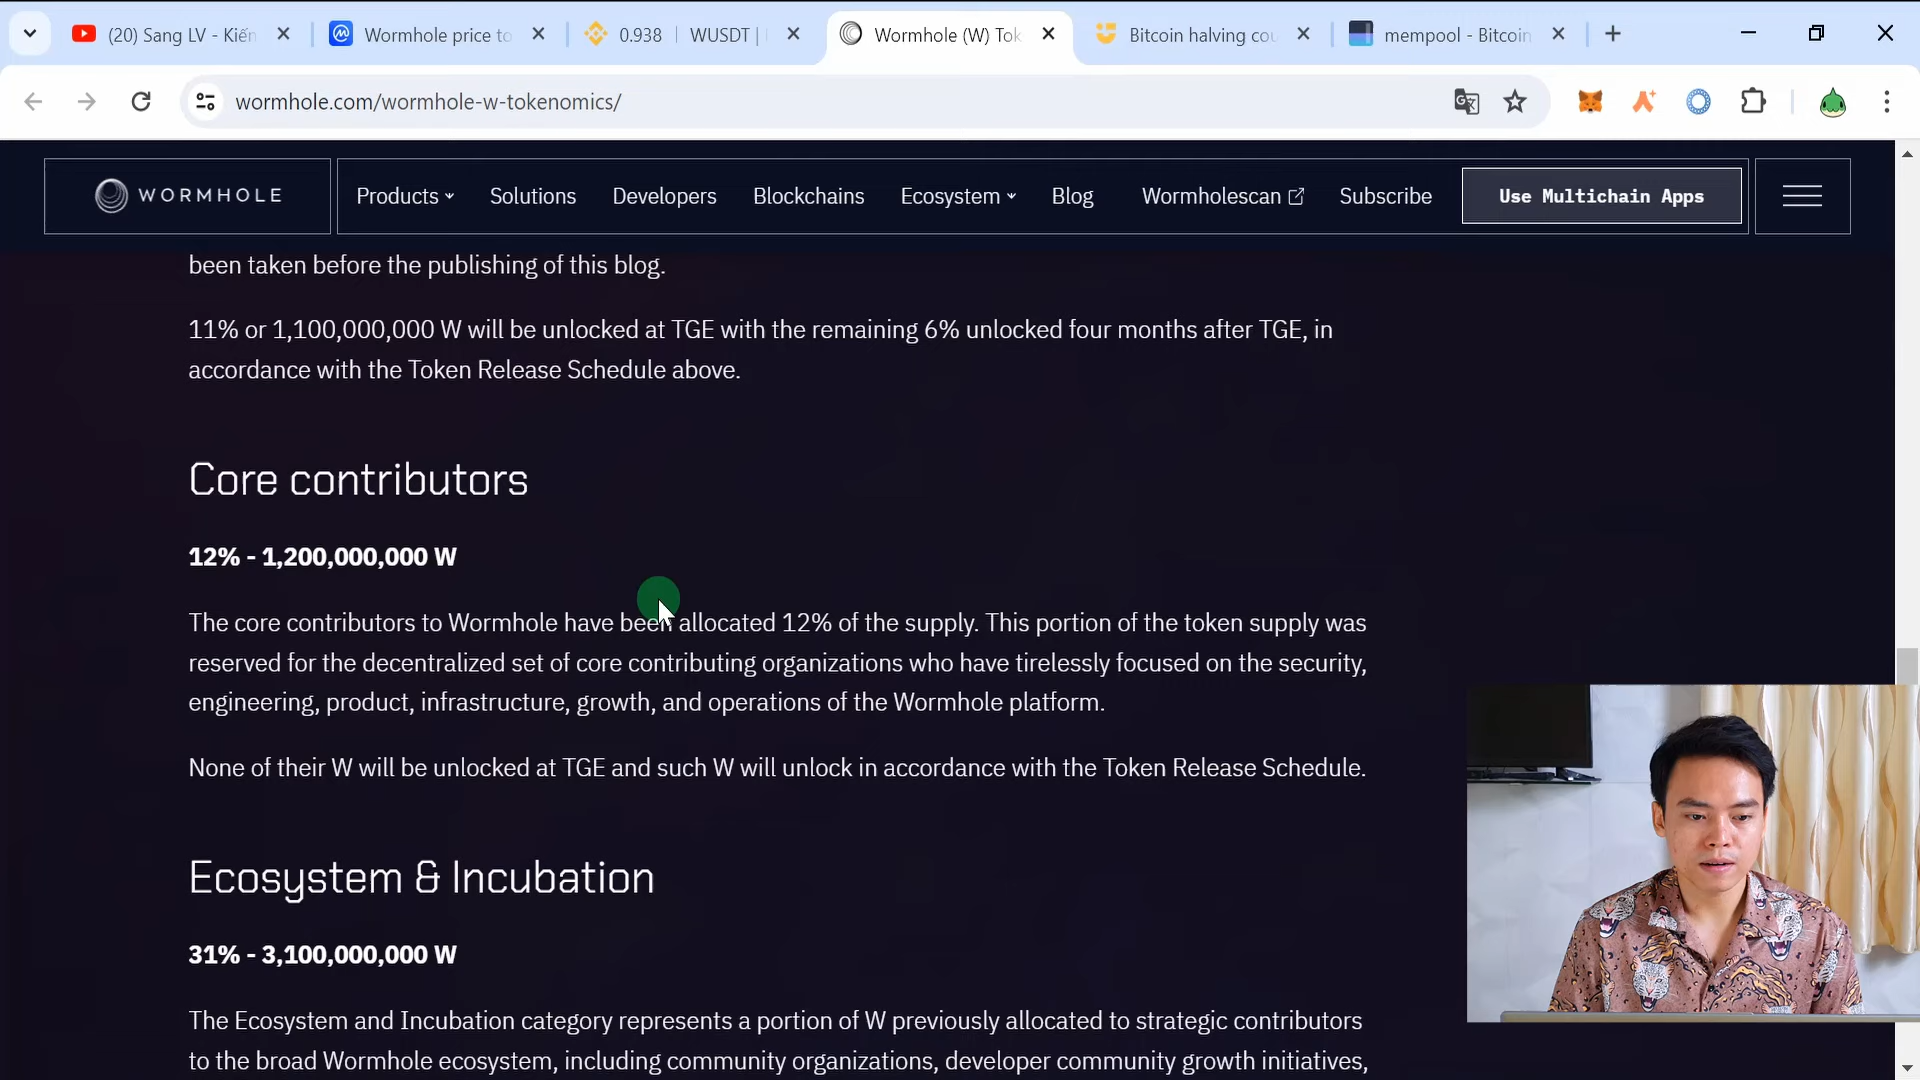 (20) Sang LV - Kiến
Wormhole price to
0.938 | WUSDT |
Wormhole (W) Tok
Bitcoin halving cou
mempool - Bitcoin
wormhole.com/wormhole-w-tokenomics/
WORMHOLE
Products
Solutions
Developers
Blockchains
Ecosystem
Blog
Wormholescan
Subscribe
Use Multichain Apps
been taken before the publishing of this blog.
11% or 1,100,000,000 W will be unlocked at TGE with the remaining 6% unlocked four months after TGE, in
accordance with the Token Release Schedule above.
Core contributors
12% - 1,200,000,000 W
The core contributors to Wormhole have been allocated 12% of the supply. This portion of the token supply was
reserved for the decentralized set of core contributing organizations who have tirelessly focused on the security,
engineering, product, infrastructure, growth, and operations of the Wormhole platform.
None of their W will be unlocked at TGE and such W will unlock in accordance with the Token Release Schedule.
Ecosystem & Incubation
31% - 3,100,000,000 W
The Ecosystem and Incubation category represents a portion of W previously allocated to strategic contributors
to the broad Wormhole ecosystem, including community organizations, developer community growth initiatives,